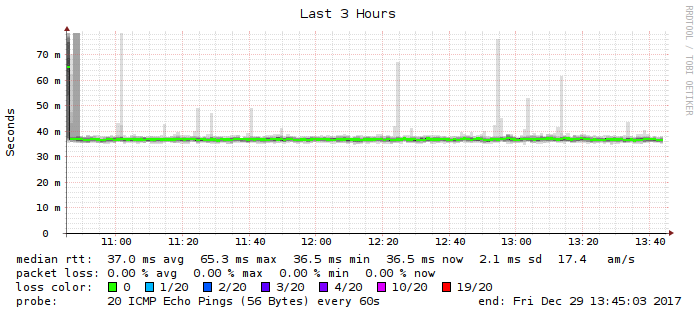 Last 3 Hours
RRDTOOL / TOBI OETIKER
Seconds
70 m
60 m
50 m
40 m
30 m
20 m
10 m
0
11:00 11:20 11:40 12:00 12:20 12:40 13:00 13:20 13:40
median rtt: 37.0 ms avg 65.3 ms max 36.5 ms min 36.5 ms now 2.1 ms sd 17.4 am/s
packet loss: 0.00 % avg 0.00 % max 0.00 % min 0.00 % now
loss color: 0 1/20 2/20 3/20 4/20 10/20 19/20
probe: 20 ICMP Echo Pings (56 Bytes) every 60s end: Fri Dec 29 13:45:03 2017